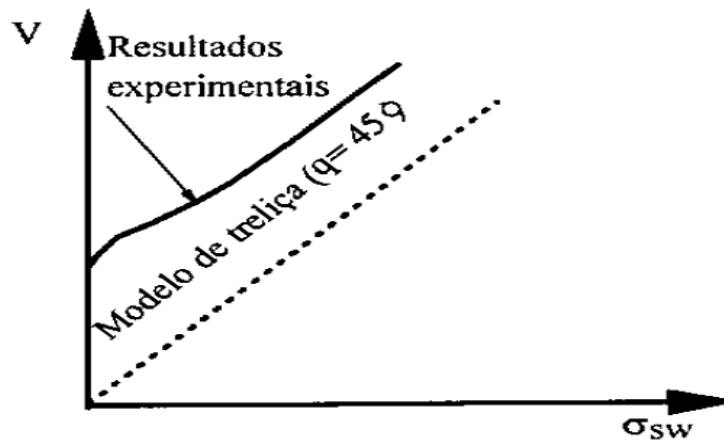 V
Resultados
experimentais
Modelo de treliça (q= 45º)
σsw